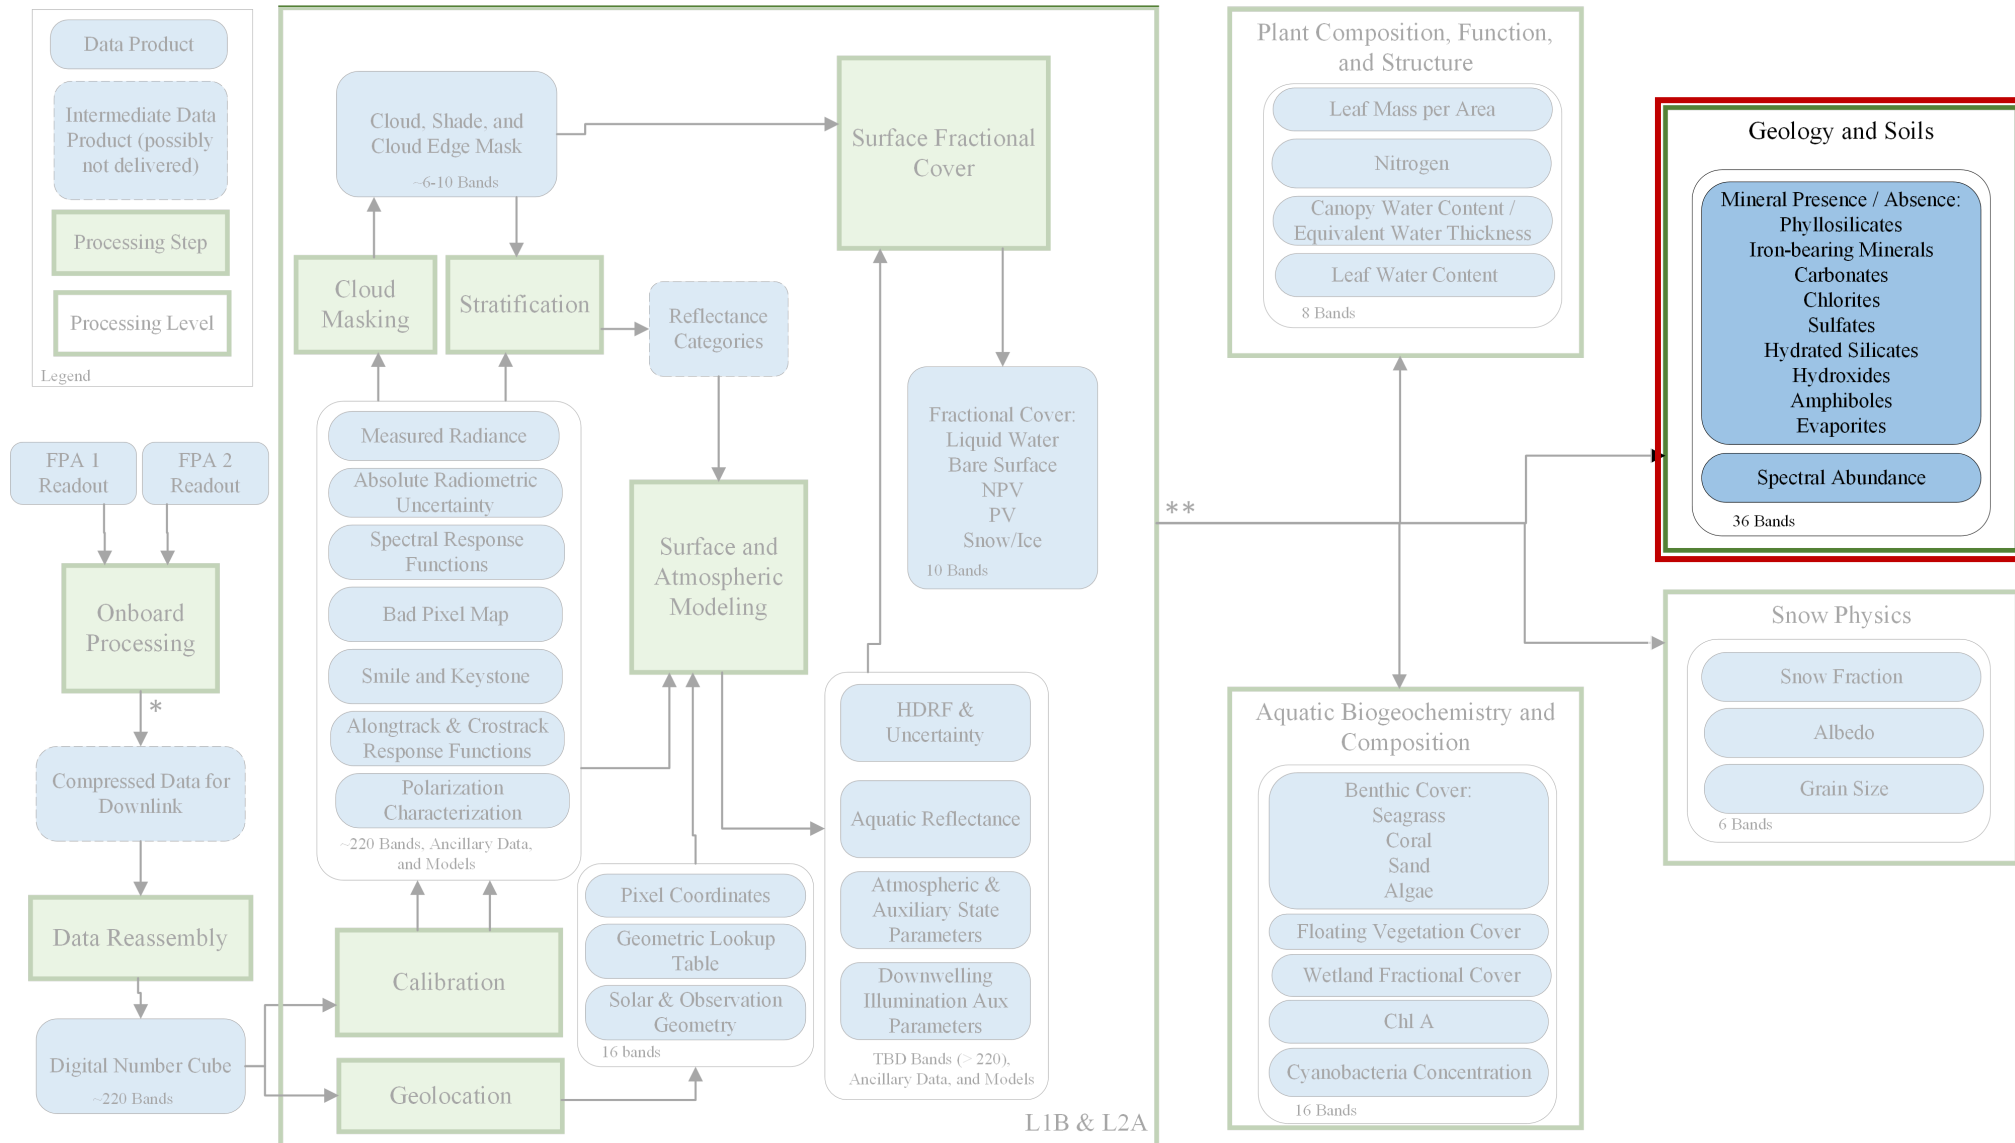 Data Product
Intermediate Data
Product (possibly
not delivered)
Processing Step
Processing Level
Legend
FPA 1
Readout
FPA 2
Readout
Onboard
Processing
*
Compressed Data for
Downlink
Data Reassembly
Digital Number Cube
~220 Bands
Cloud, Shade, and
Cloud Edge Mask
~6-10 Bands
Cloud
Masking
Stratification
Reflectance
Categories
Surface Fractional
Cover
Measured Radiance
Absolute Radiometric
Uncertainty
Spectral Response
Functions
Bad Pixel Map
Smile and Keystone
Alongtrack & Crostrack
Response Functions
Polarization
Characterization
~220 Bands, Ancillary Data,
and Models
Calibration
Geolocation
Surface and
Atmospheric
Modeling
Pixel Coordinates
Geometric Lookup
Table
Solar & Observation
Geometry
16 bands
Fractional Cover:
Liquid Water
Bare Surface
NPV
PV
Snow/Ice
10 Bands
HDRF &
Uncertainty
Aquatic Reflectance
Atmospheric &
Auxiliary State
Parameters
Downwelling
Illumination Aux
Parameters
TBD Bands (> 220),
Ancillary Data, and Models
L1B & L2A
**
Plant Composition, Function,
and Structure
Leaf Mass per Area
Nitrogen
Canopy Water Content /
Equivalent Water Thickness
Leaf Water Content
8 Bands
Aquatic Biogeochemistry and
Composition
Benthic Cover:
Seagrass
Coral
Sand
Algae
Floating Vegetation Cover
Wetland Fractional Cover
Chl A
Cyanobacteria Concentration
16 Bands
Geology and Soils
Mineral Presence / Absence:
Phyllosilicates
Iron-bearing Minerals
Carbonates
Chlorites
Sulfates
Hydrated Silicates
Hydroxides
Amphiboles
Evaporites
Spectral Abundance
36 Bands
Snow Physics
Snow Fraction
Albedo
Grain Size
6 Bands